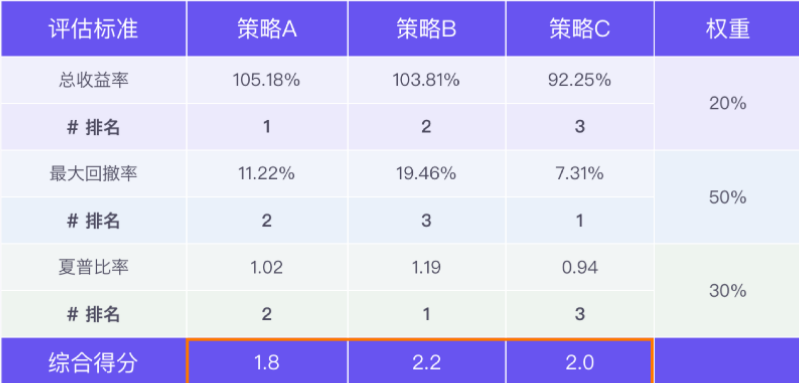 评估标准 策略A 策略B 策略C 权重
总收益率 105.18% 103.81% 92.25%
20%
# 排名 1 2 3
最大回撤率 11.22% 19.46% 7.31%
50%
# 排名 2 3 1
夏普比率 1.02 1.19 0.94
30%
# 排名 2 1 3
综合得分 1.8 2.2 2.0